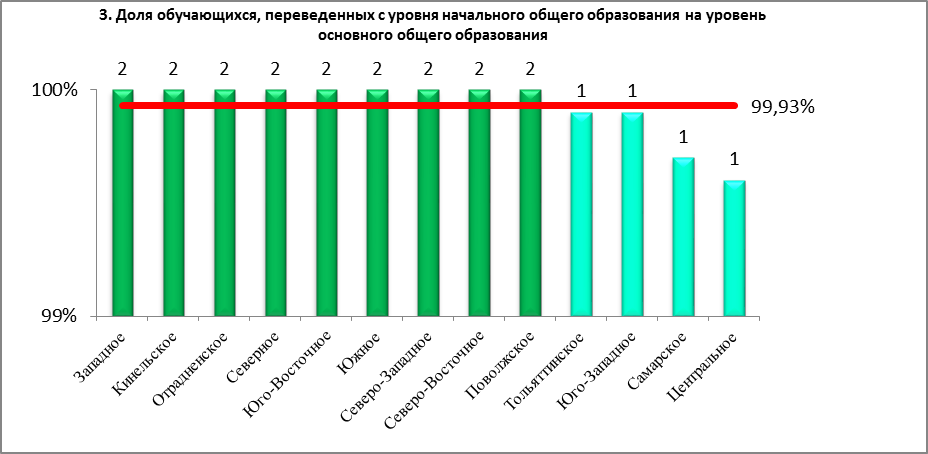 3. Доля обучающихся, переведенных с уровня начального общего образования на уровень
основного общего образования
2 2 2 2 2 2 2 2 2 1 1 1 1
100%
99,93%
99%
Западное
Кинельское
Отрадненское
Северное
Юго-Восточное
Южное
Северо-Западное
Северо-Восточное
Поволжское
Тольяттинское
Юго-Западное
Самарское
Центральное